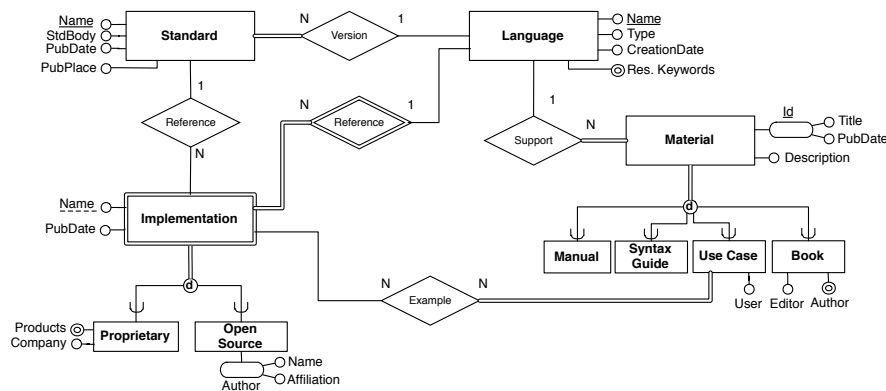 Name
StdBody
PubDate
PubPlace
Standard
N
Version
1
Language
Name
Type
CreationDate
Res. Keywords
1
Reference
N
N
Reference
1
1
Support
N
Material
Id
Title
PubDate
Description
Name
PubDate
Implementation
d
d
Manual
Syntax
Guide
Use Case
Book
User
Editor
Author
N
Example
N
Products
Company
Proprietary
Open
Source
Name
Affiliation
Author